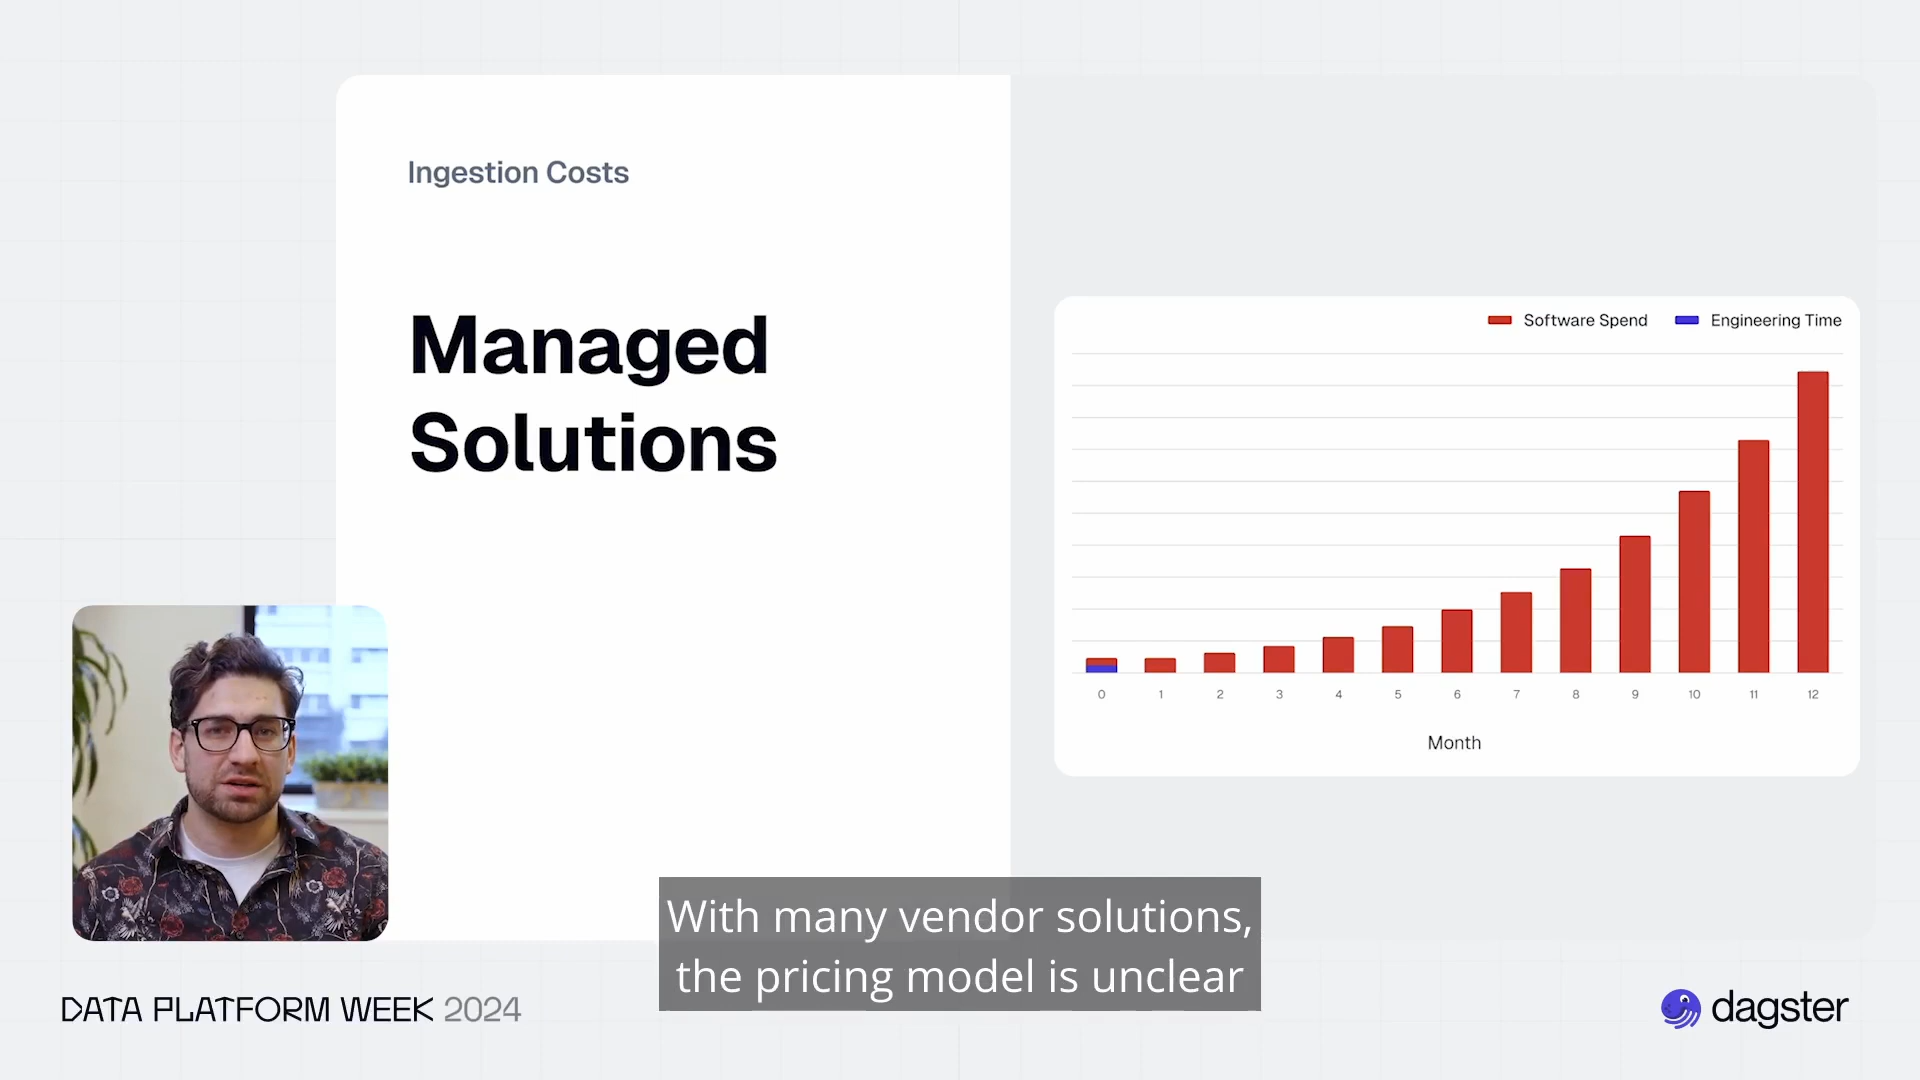 Ingestion Costs
Managed
Solutions
Software Spend
Engineering Time
0 1 2 3 4 5 6 7 8 9 10 11 12
Month
With many vendor solutions,
the pricing model is unclear
DATA PLATFORM WEEK 2024
dagster